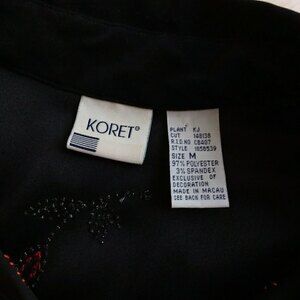 KORET®
PLANT KJ
CUT 148138
R.I.D.NO C8407
STYLE 1658539
SIZE M
97% POLYESTER
3% SPANDEX
EXCLUSIVE OF
DECORATION
MADE IN MACAU
SEE BACK FOR CARE